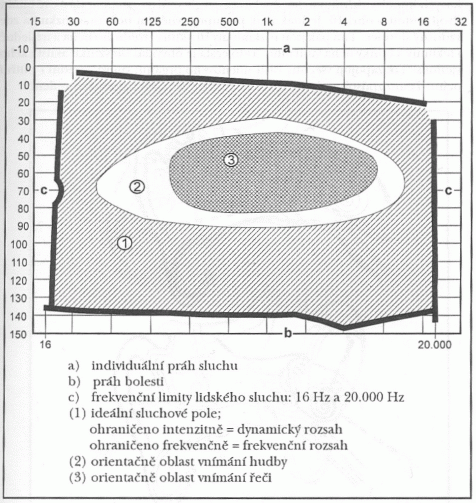 15 30 60 125 250 500 1k 2 4 8 16 32
a
-10
0
10
20
30
40
50
60
c 70 c
80
90
100
110
120
130
140
150
3
2
1
b
16 20.000
a) individuální práh sluchu
b) práh bolesti
c) frekvenční limity lidského sluchu: 16 Hz a 20.000 Hz
(1) ideální sluchové pole;
ohraničeno intenzitně = dynamický rozsah
ohraničeno frekvenčně = frekvenční rozsah
(2) orientačně oblast vnímání hudby
(3) orientačně oblast vnímání řeči